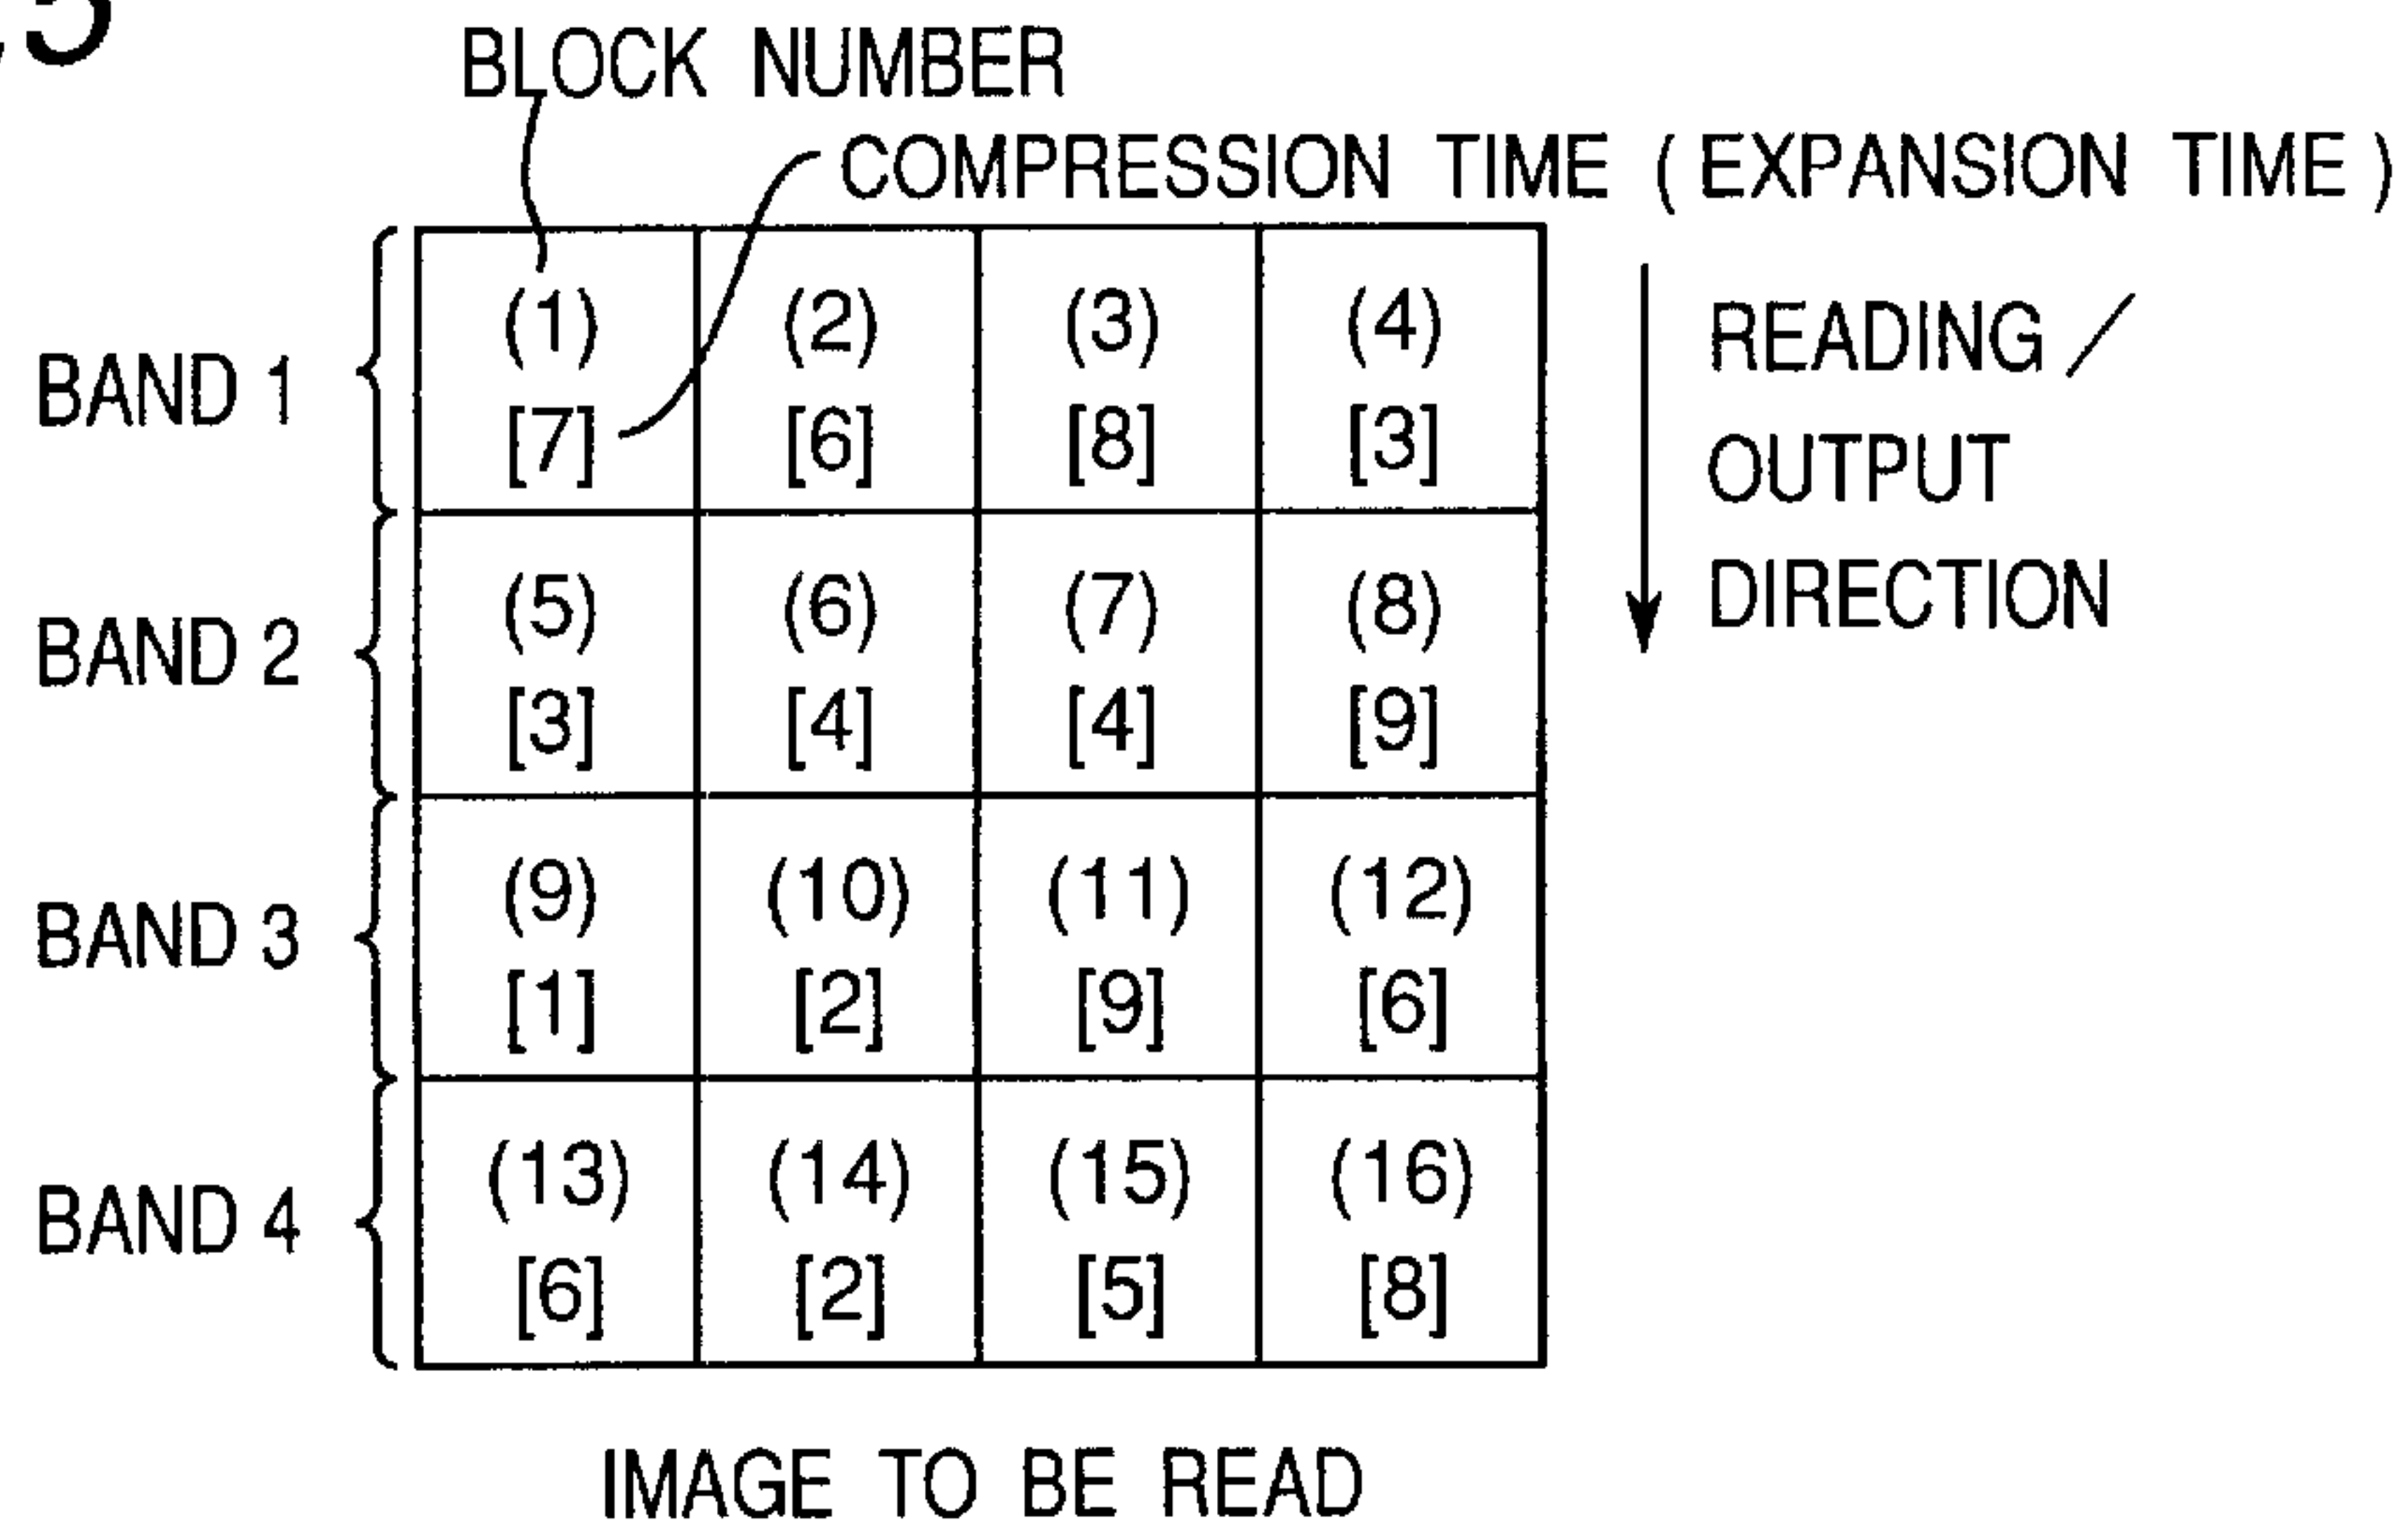 5
BLOCK NUMBER
COMPRESSION TIME (EXPANSION TIME)
BAND 1
(1) (2) (3) (4)
[7] [6] [8] [3]
READING /
OUTPUT
DIRECTION
BAND 2
(5) (6) (7) (8)
[3] [4] [4] [9]
BAND 3
(9) (10) (11) (12)
[1] [2] [9] [6]
BAND 4
(13) (14) (15) (16)
[6] [2] [5] [8]
IMAGE TO BE READ